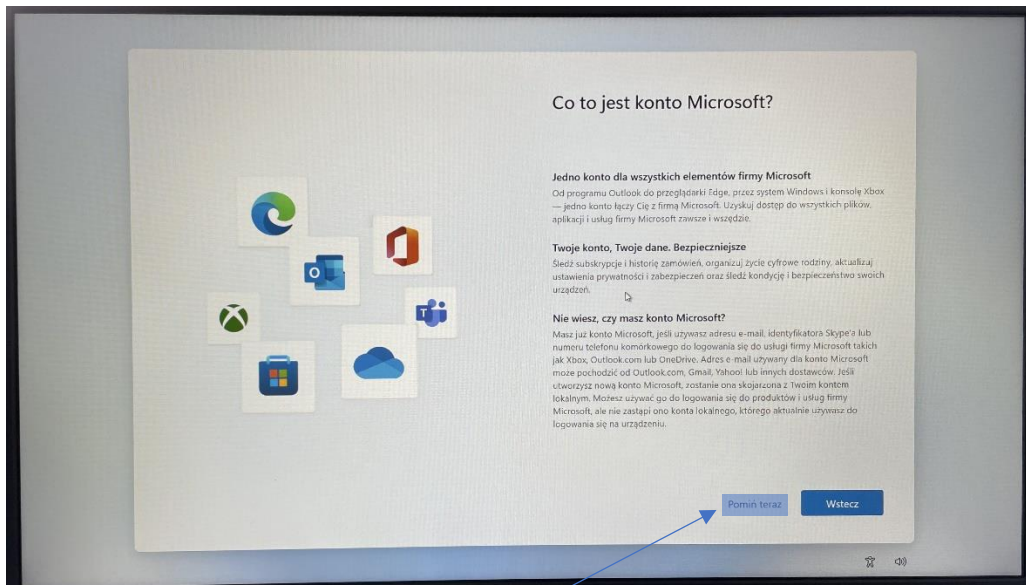 Co to jest konto Microsoft?
Jedno konto dla wszystkich elementów firmy Microsoft
Od programu Outlook do przeglądarki Edge, przez system Windows i konsolę Xbox
— jedno konto łączy Cię z firmą Microsoft. Uzyskuj dostęp do wszystkich plików,
aplikacji i usług firmy Microsoft zawsze i wszędzie.
Twoje konto, Twoje dane. Bezpieczniejsze
Śledź subskrypcje i historię zamówień, organizuj życie cyfrowe rodziny, aktualizuj
ustawienia prywatności i zabezpieczeń oraz śledź kondycję i bezpieczeństwo swoich
urządzeń.
Nie wiesz, czy masz konto Microsoft?
Masz już konto Microsoft, jeśli używasz adresu e-mail, identyfikatora Skype'a lub
numeru telefonu komórkowego do logowania się do usługi firmy Microsoft takich
jak Xbox, Outlook.com lub OneDrive. Adres e-mail używany dla konta Microsoft
może pochodzić od Outlook.com, Gmail, Yahoo! lub innych dostawców. Jeśli
utworzysz nową konto Microsoft, zostanie ona skojarzona z Twoim kontem
lokalnym. Możesz używać go do logowania się do produktów i usług firmy
Microsoft, ale nie zastąpi ono konta lokalnego, którego aktualnie używasz do
logowania się na urządzeniu.
Pomiń teraz
Wstecz